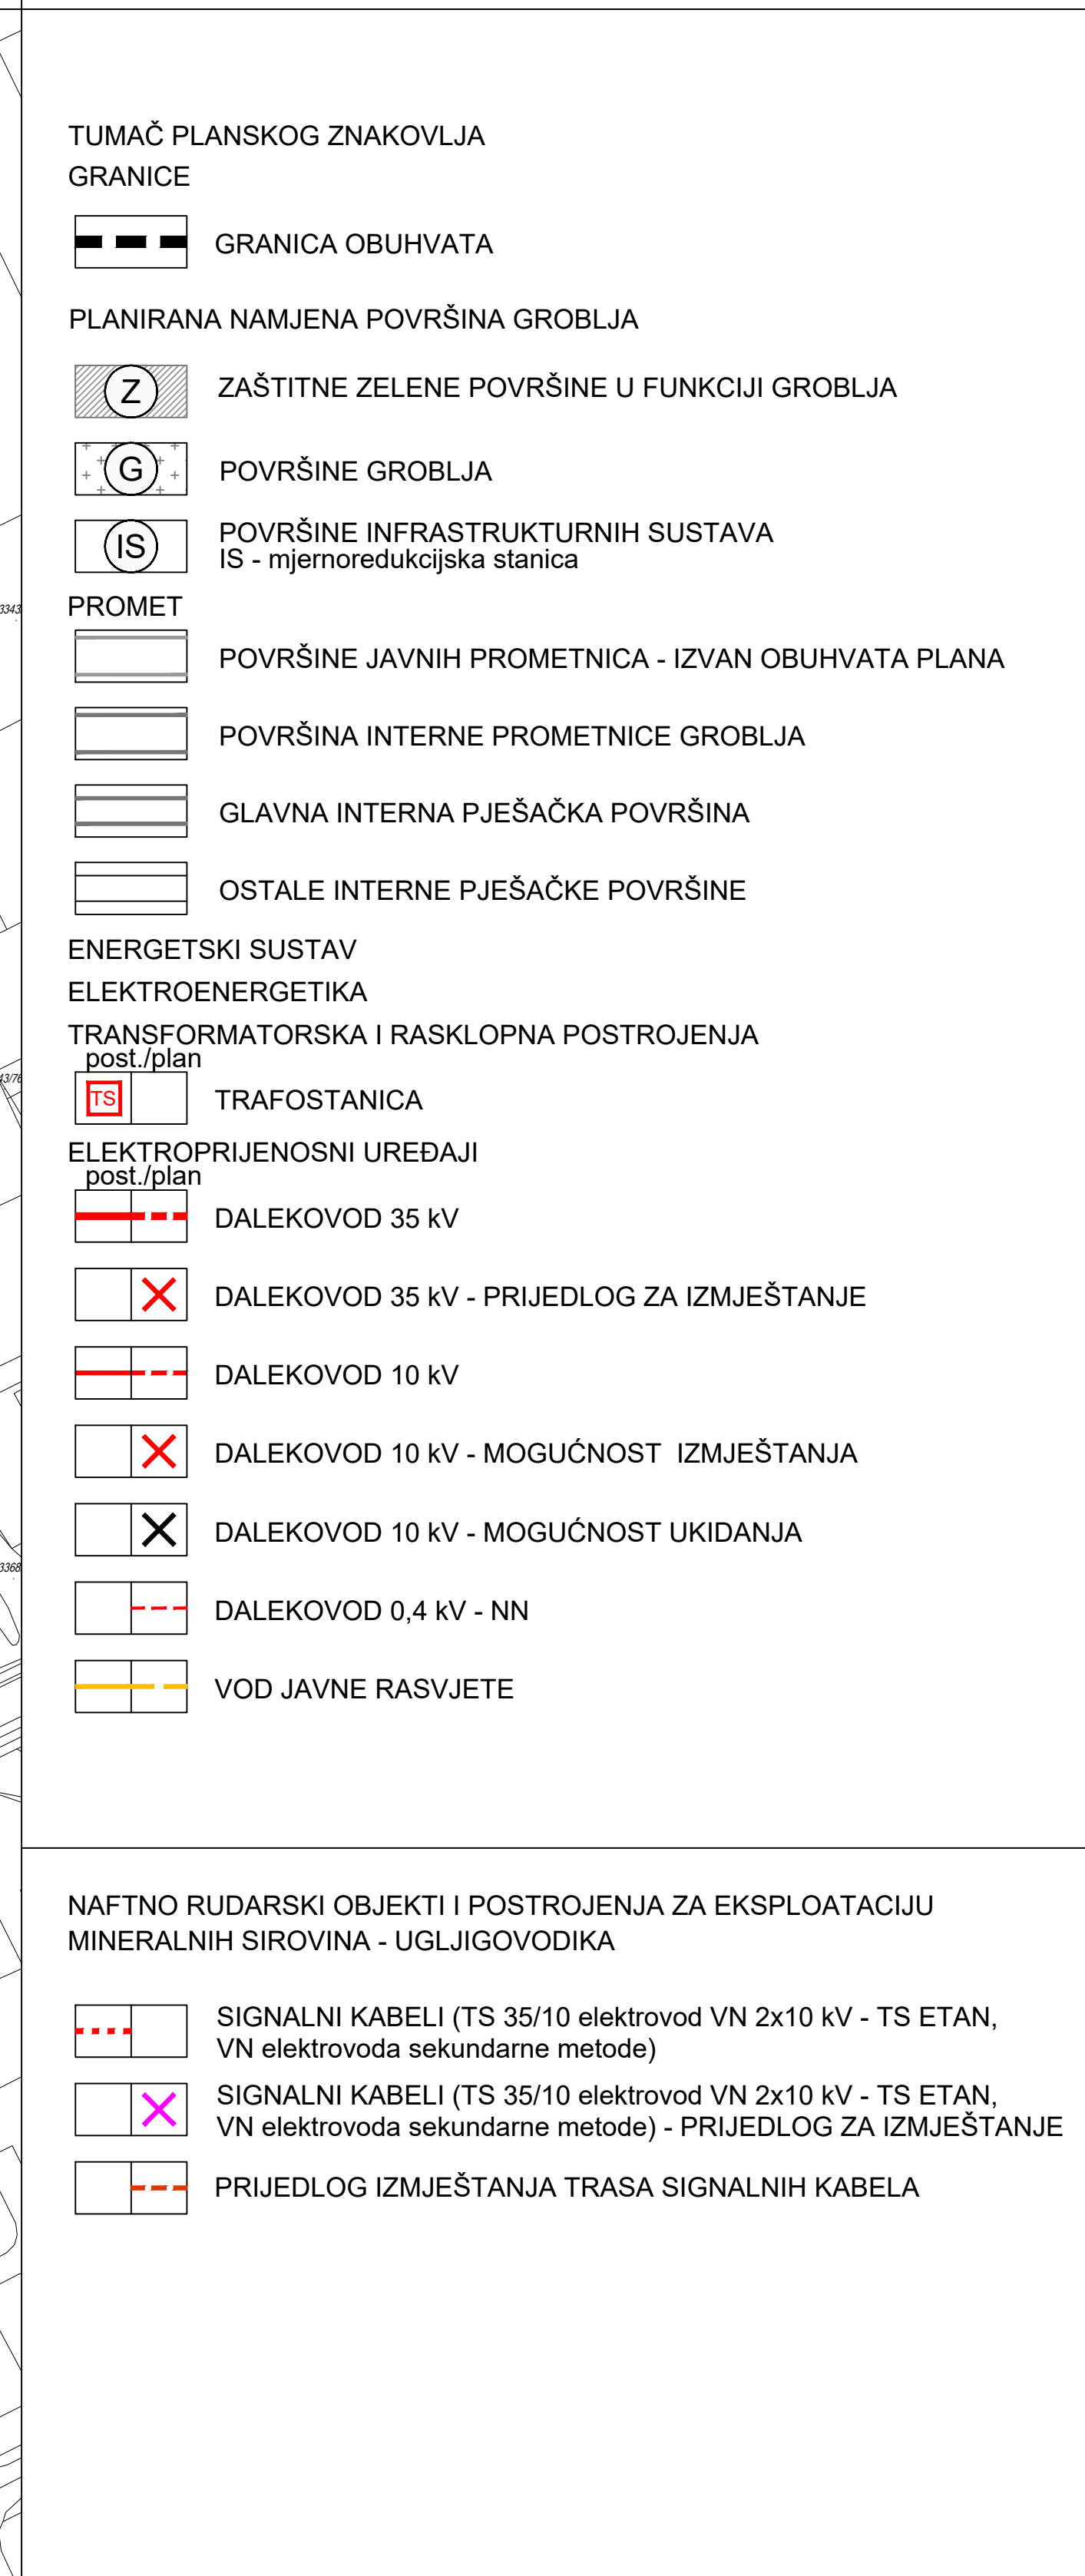 TUMAČ PLANSKOG ZNAKOVLJA
GRANICE
GRANICA OBUHVATA
PLANIRANA NAMJENA POVRŠINA GROBLJA
Z ZAŠTITNE ZELENE POVRŠINE U FUNKCIJI GROBLJA
G POVRŠINE GROBLJA
IS POVRŠINE INFRASTRUKTURNIH SUSTAVA
IS - mjernoredukcijska stanica
3343
PROMET
POVRŠINE JAVNIH PROMETNICA - IZVAN OBUHVATA PLANA
POVRŠINA INTERNE PROMETNICE GROBLJA
GLAVNA INTERNA PJEŠAČKA POVRŠINA
OSTALE INTERNE PJEŠAČKE POVRŠINE
ENERGETSKI SUSTAV
ELEKTROENERGETIKA
TRANSFORMATORSKA I RASKLOPNA POSTROJENJA
post./plan
TS TRAFOSTANICA
ELEKTROPRIJENOSNI UREĐAJI
post./plan
DALEKOVOD 35 kV
DALEKOVOD 35 kV - PRIJEDLOG ZA IZMJEŠTANJE
DALEKOVOD 10 kV
DALEKOVOD 10 kV - MOGUĆNOST IZMJEŠTANJA
DALEKOVOD 10 kV - MOGUĆNOST UKIDANJA
3368
DALEKOVOD 0,4 kV - NN
VOD JAVNE RASVJETE
NAFTNO RUDARSKI OBJEKTI I POSTROJENJA ZA EKSPLOATACIJU
MINERALNIH SIROVINA - UGLJIGOVODIKA
SIGNALNI KABELI (TS 35/10 elektrovod VN 2x10 kV - TS ETAN,
VN elektrovoda sekundarne metode)
SIGNALNI KABELI (TS 35/10 elektrovod VN 2x10 kV - TS ETAN,
VN elektrovoda sekundarne metode) - PRIJEDLOG ZA IZMJEŠTANJE
PRIJEDLOG IZMJEŠTANJA TRASA SIGNALNIH KABELA